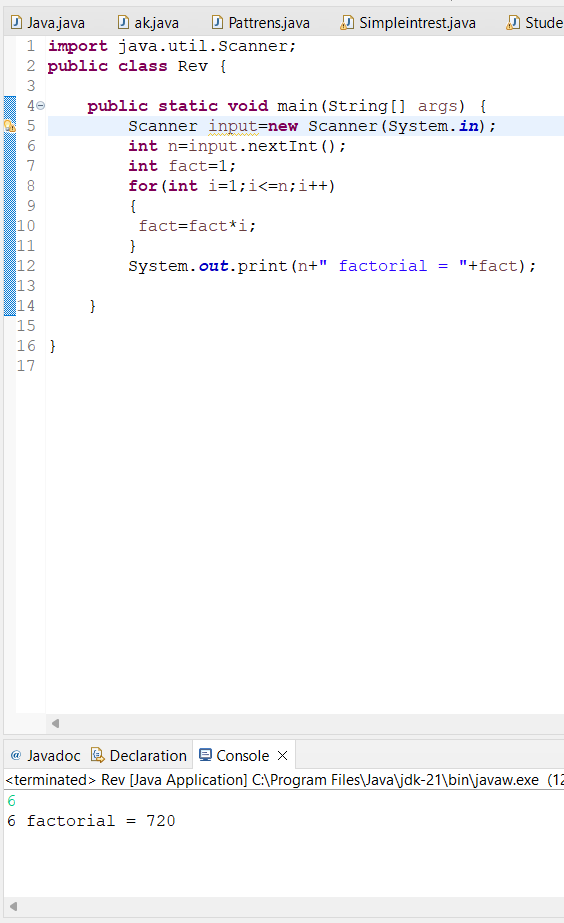 Java.java ak.java Pattrens.java Simpleintrest.java Stude
1 import java.util.Scanner;
2 public class Rev {
3
4 public static void main(String[] args) {
5 Scanner input=new Scanner(System.in);
6 int n=input.nextInt();
7 int fact=1;
8 for(int i=1;i<=n;i++)
9 {
10 fact=fact*i;
11 }
12 System.out.print(n+" factorial = "+fact);
13
14 }
15
16 }
17
@ Javadoc Declaration Console
<terminated> Rev [Java Application] C:\Program Files\Java\jdk-21\bin\javaw.exe (12
6
6 factorial = 720